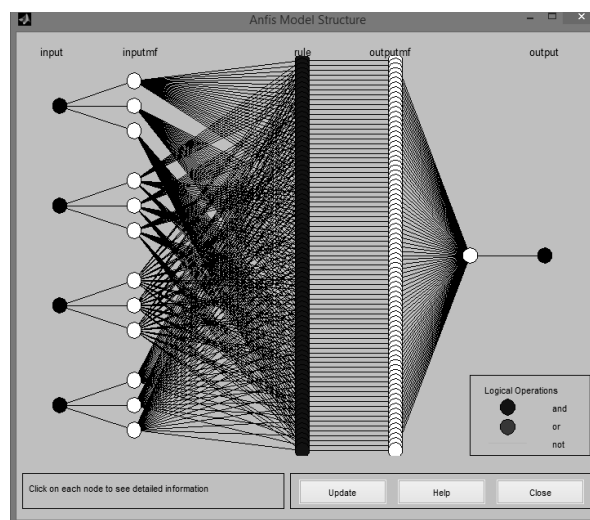 Anfis Model Structure
input inputmf rule outputmf output
Logical Operations
and
or
not
Click on each node to see detailed information
Update Help Close